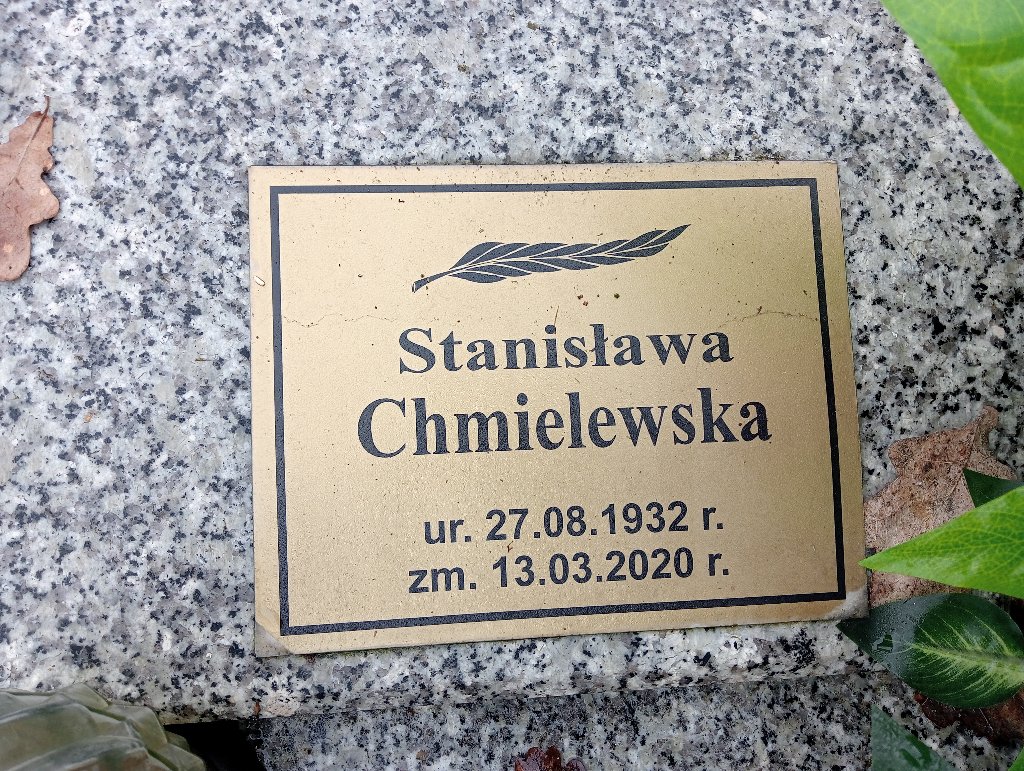 Stanisława
Chmielewska
ur. 27.08.1932 r.
zm. 13.03.2020 r.